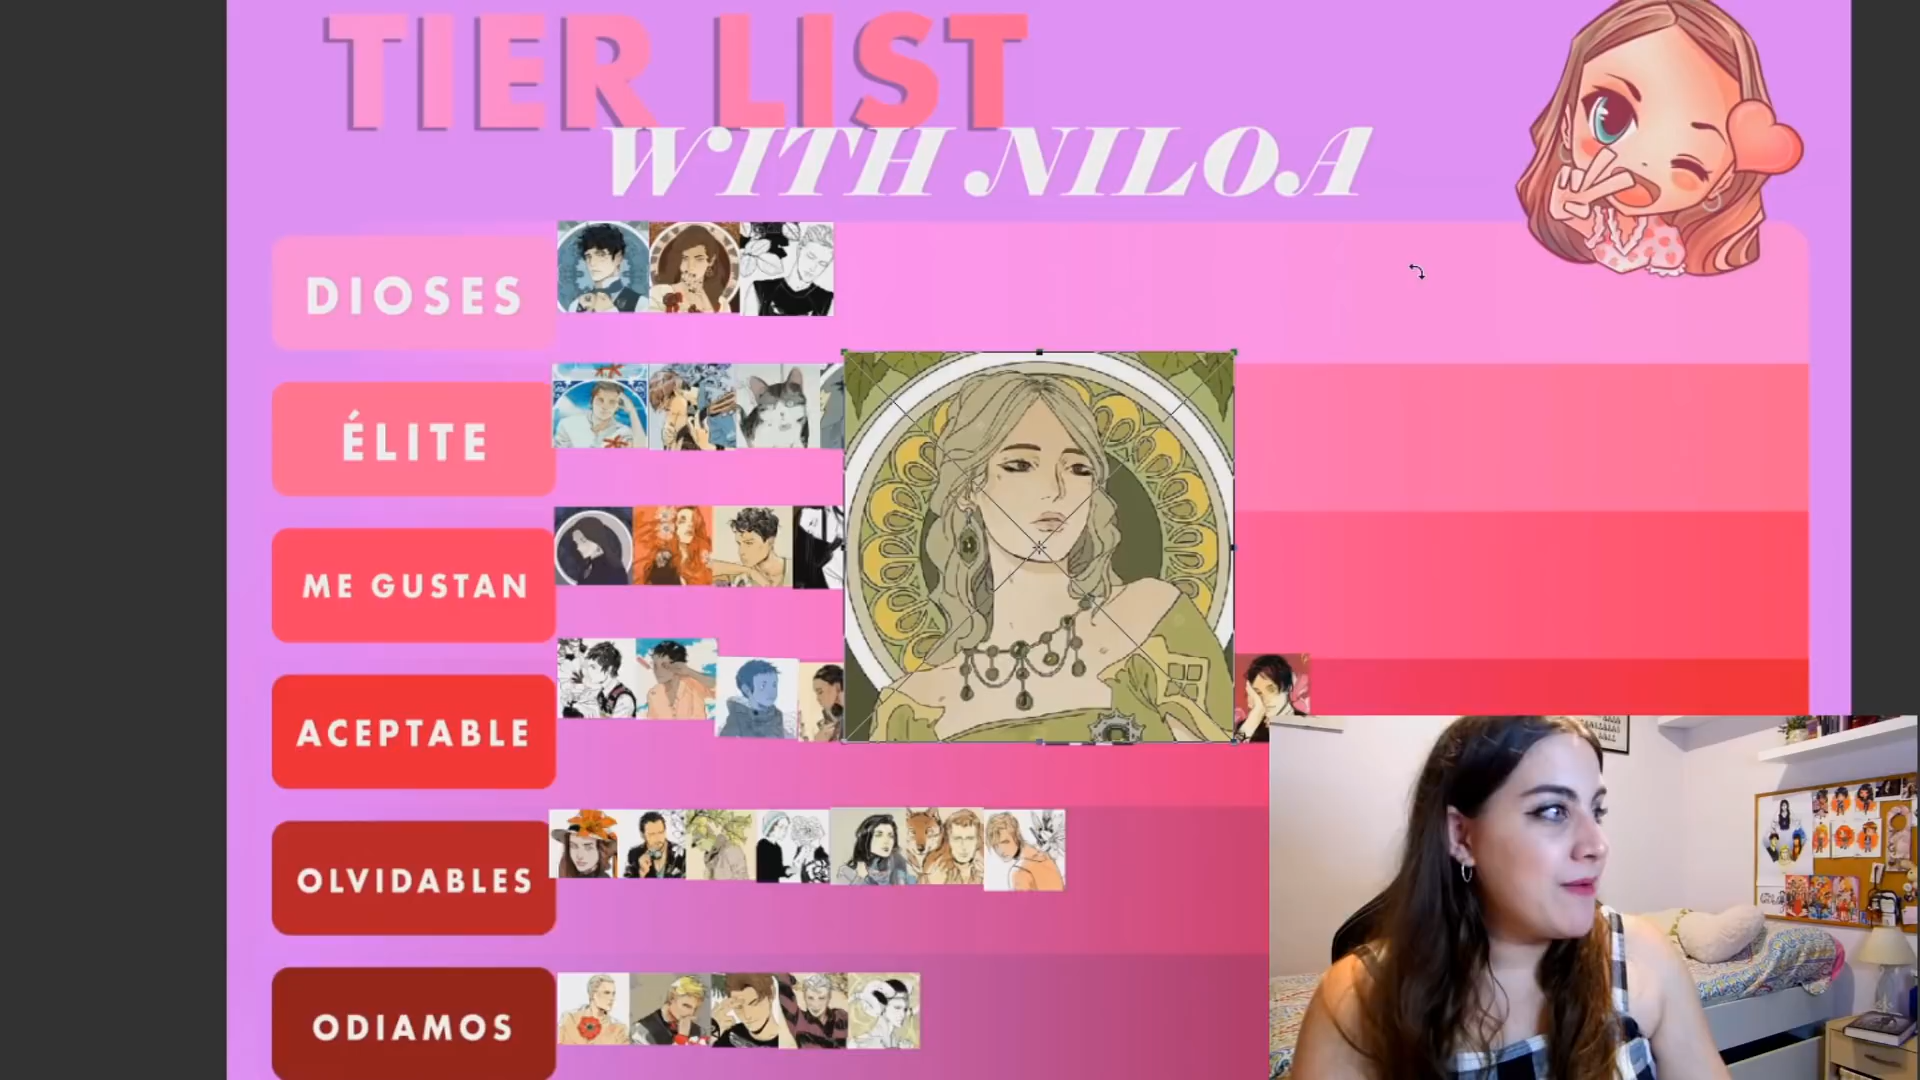 TIER LIST
WITH NILOA
DIOSES
ÉLITE
ME GUSTAN
ACEPTABLE
OLVIDABLES
ODIAMOS